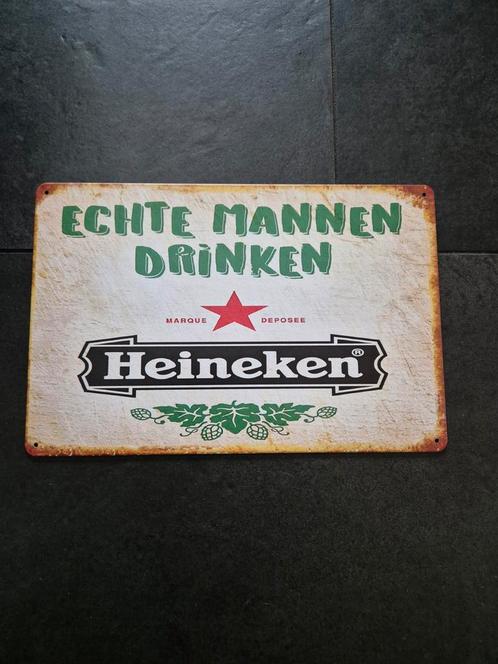 ECHTE MANNEN
DRINKEN
MARQUE DEPOSEE
Heineken®